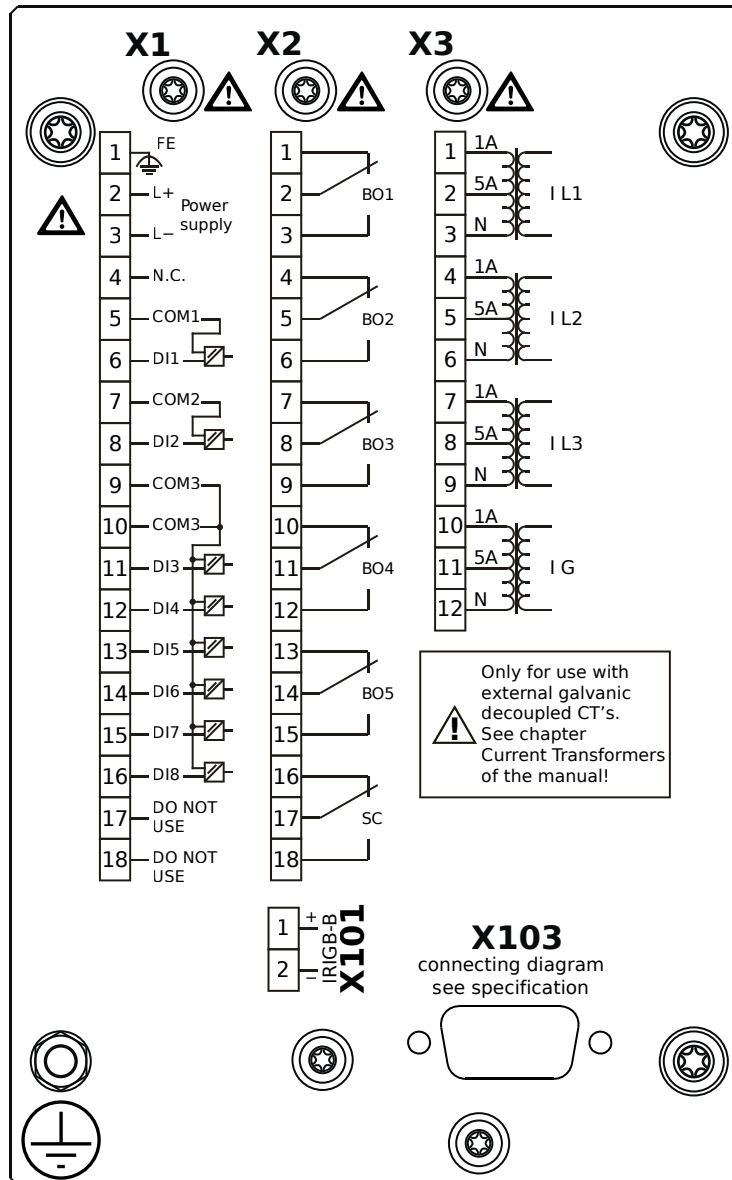 X1 X2 X3
1 FE
2 L+
Power
supply
3 L−
4 N.C.
5 COM1
6 DI1
7 COM2
8 DI2
9 COM3
10 COM3
11 DI3
12 DI4
13 DI5
14 DI6
15 DI7
16 DI8
17 DO NOT
USE
18 DO NOT
USE
1
2 BO1
3
4
5 BO2
6
7
8 BO3
9
10
11 BO4
12
13
14 BO5
15
16
17 SC
18
1 1A
2 5A I L1
3 N
4 1A
5 5A I L2
6 N
7 1A
8 5A I L3
9 N
10 1A
11 5A I G
12 N
Only for use with
external galvanic
decoupled CT's.
See chapter
Current Transformers
of the manual!
1 +
2 −
IRIGB-B
X101
X103
connecting diagram
see specification